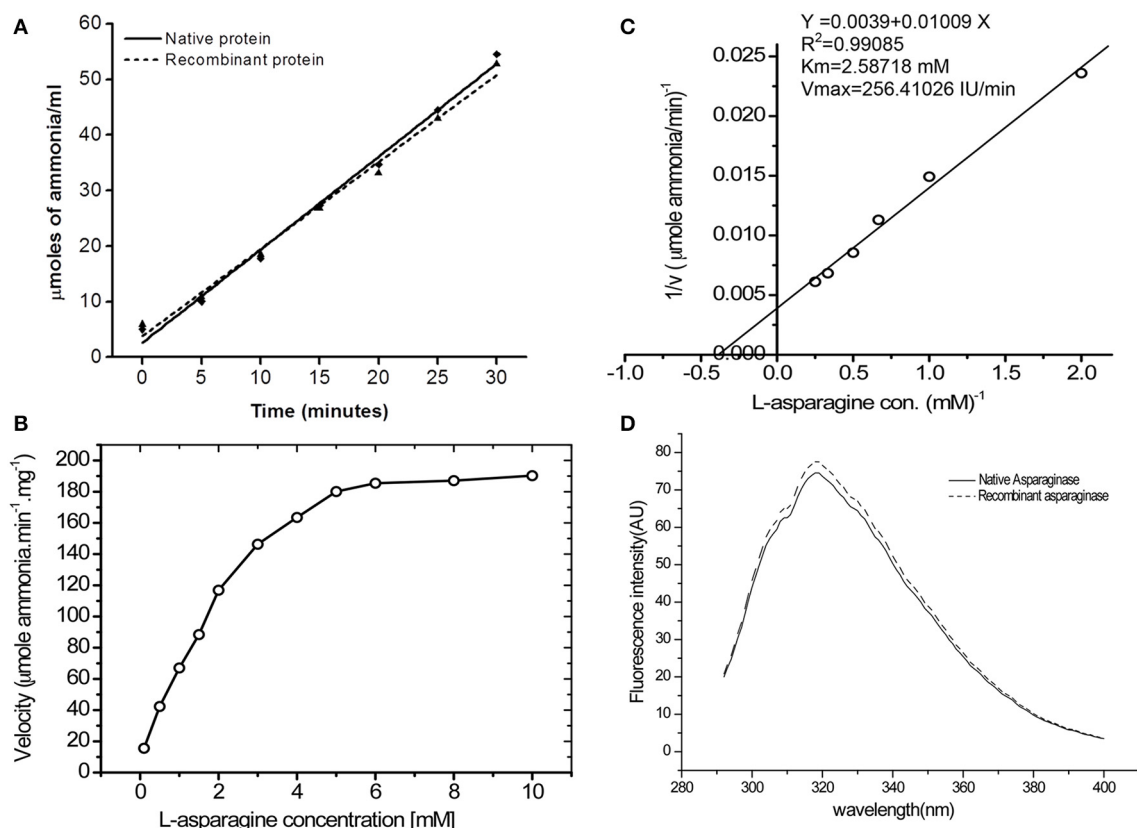 A
Native protein
Recombinant protein
μmoles of ammonia/ml
60
50
40
30
20
10
0
0 5 10 15 20 25 30
Time (minutes)
C
Y =0.0039+0.01009 X
R²=0.99085
Km=2.58718 mM
Vmax=256.41026 IU/min
1/v ( μmole ammonia/min)⁻¹
0.025
0.020
0.015
0.010
0.005
0.000
-1.0 -0.5 0.0 0.5 1.0 1.5 2.0
L-asparagine con. (mM)⁻¹
B
Velocity (μmole ammonia.min⁻¹.mg⁻¹)
200
180
160
140
120
100
80
60
40
20
0
0 2 4 6 8 10
L-asparagine concentration [mM]
D
Native Asparaginase
Recombinant asparaginase
Fluorescence intensity(AU)
80
70
60
50
40
30
20
10
0
280 300 320 340 360 380 400
wavelength(nm)